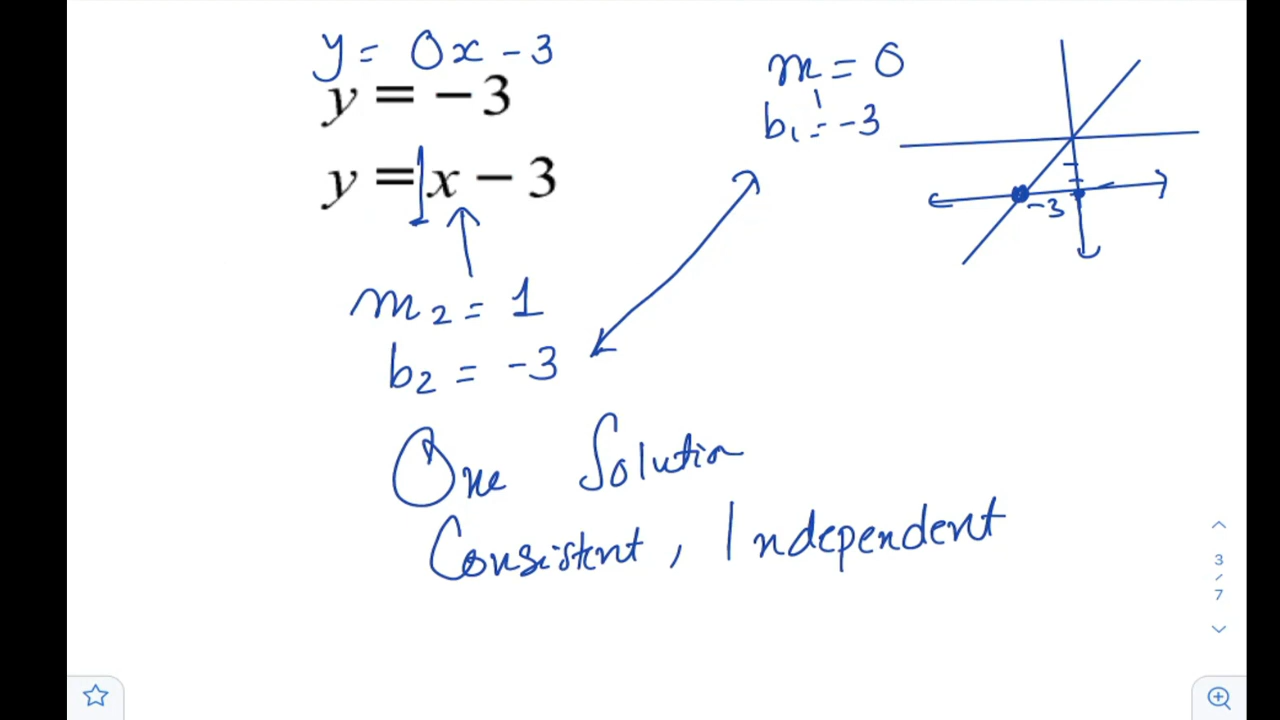 y = 0x - 3
y = -3
y = 1x - 3
m₁ = 0
b₁ = -3
-3
m₂ = 1
b₂ = -3
One Solution
Consistent, Independent
3
/
7